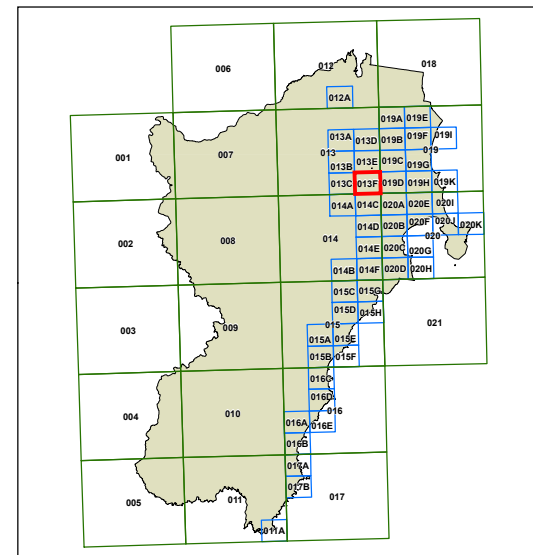 006
012
018
012A
019A 019E
013A 013D 019B 019F 019I
001 007 013 019
013B 013E 019C 019G
013C 013F 019D 019H 019K
014A 014C 020A 020E 020I
002 008 014 014D 020B 020F 020J 020K
020
014E 020C 020G
014B 014F 020D 020H
015C 015G
003 009 015D 015H 021
015
015A 015E
015B 015F
016C
004 010 016D
016
016A 016E
016B
017A
005 011 017B 017
011A